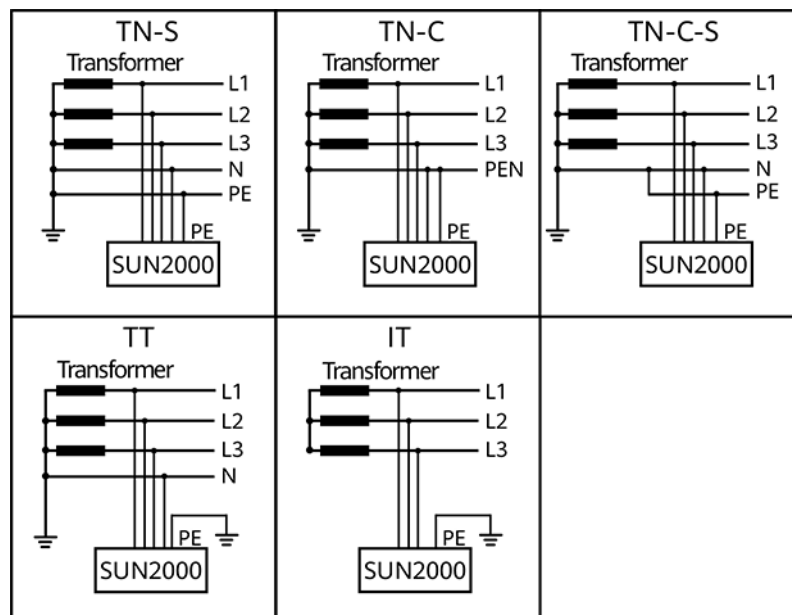 TN-S
Transformer
L1
L2
L3
N
PE
PE
SUN2000
TN-C
Transformer
L1
L2
L3
PEN
PE
SUN2000
TN-C-S
Transformer
L1
L2
L3
N
PE
PE
SUN2000
TT
Transformer
L1
L2
L3
N
PE
SUN2000
IT
Transformer
L1
L2
L3
PE
SUN2000